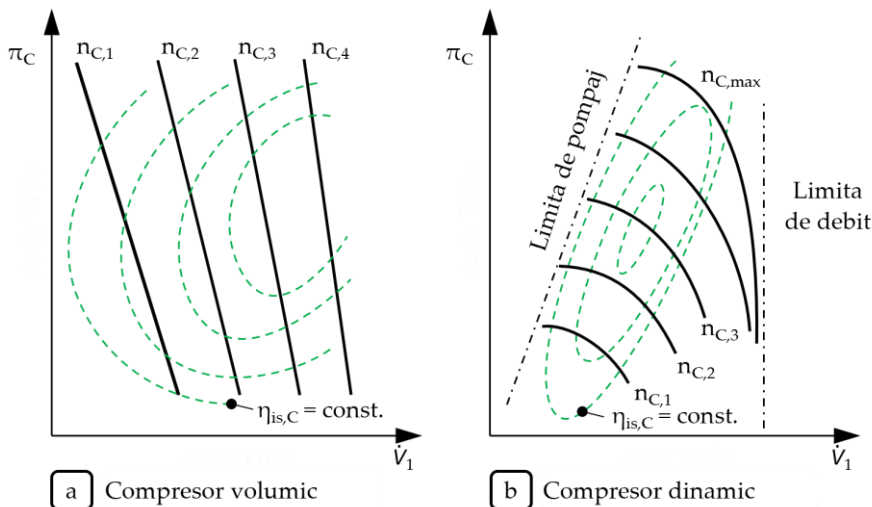 π_C
n_C,1
n_C,2
n_C,3
n_C,4
η_is,C = const.
V̇_1
a Compresor volumic
π_C
Limita de pompaj
n_C,max
Limita
de debit
n_C,3
n_C,2
n_C,1
η_is,C = const.
V̇_1
b Compresor dinamic